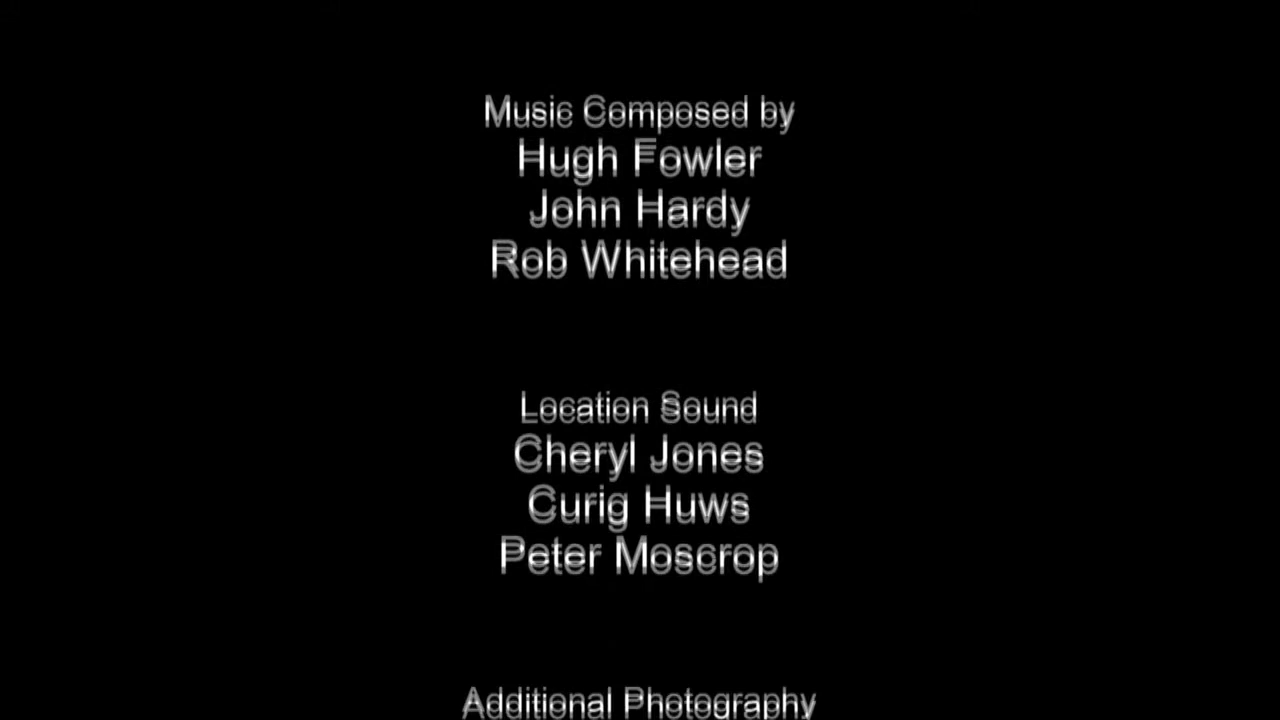 Music Composed by
Hugh Fowler
John Hardy
Rob Whitehead
Location Sound
Cheryl Jones
Curig Huws
Peter Moscrop
Additional Photography